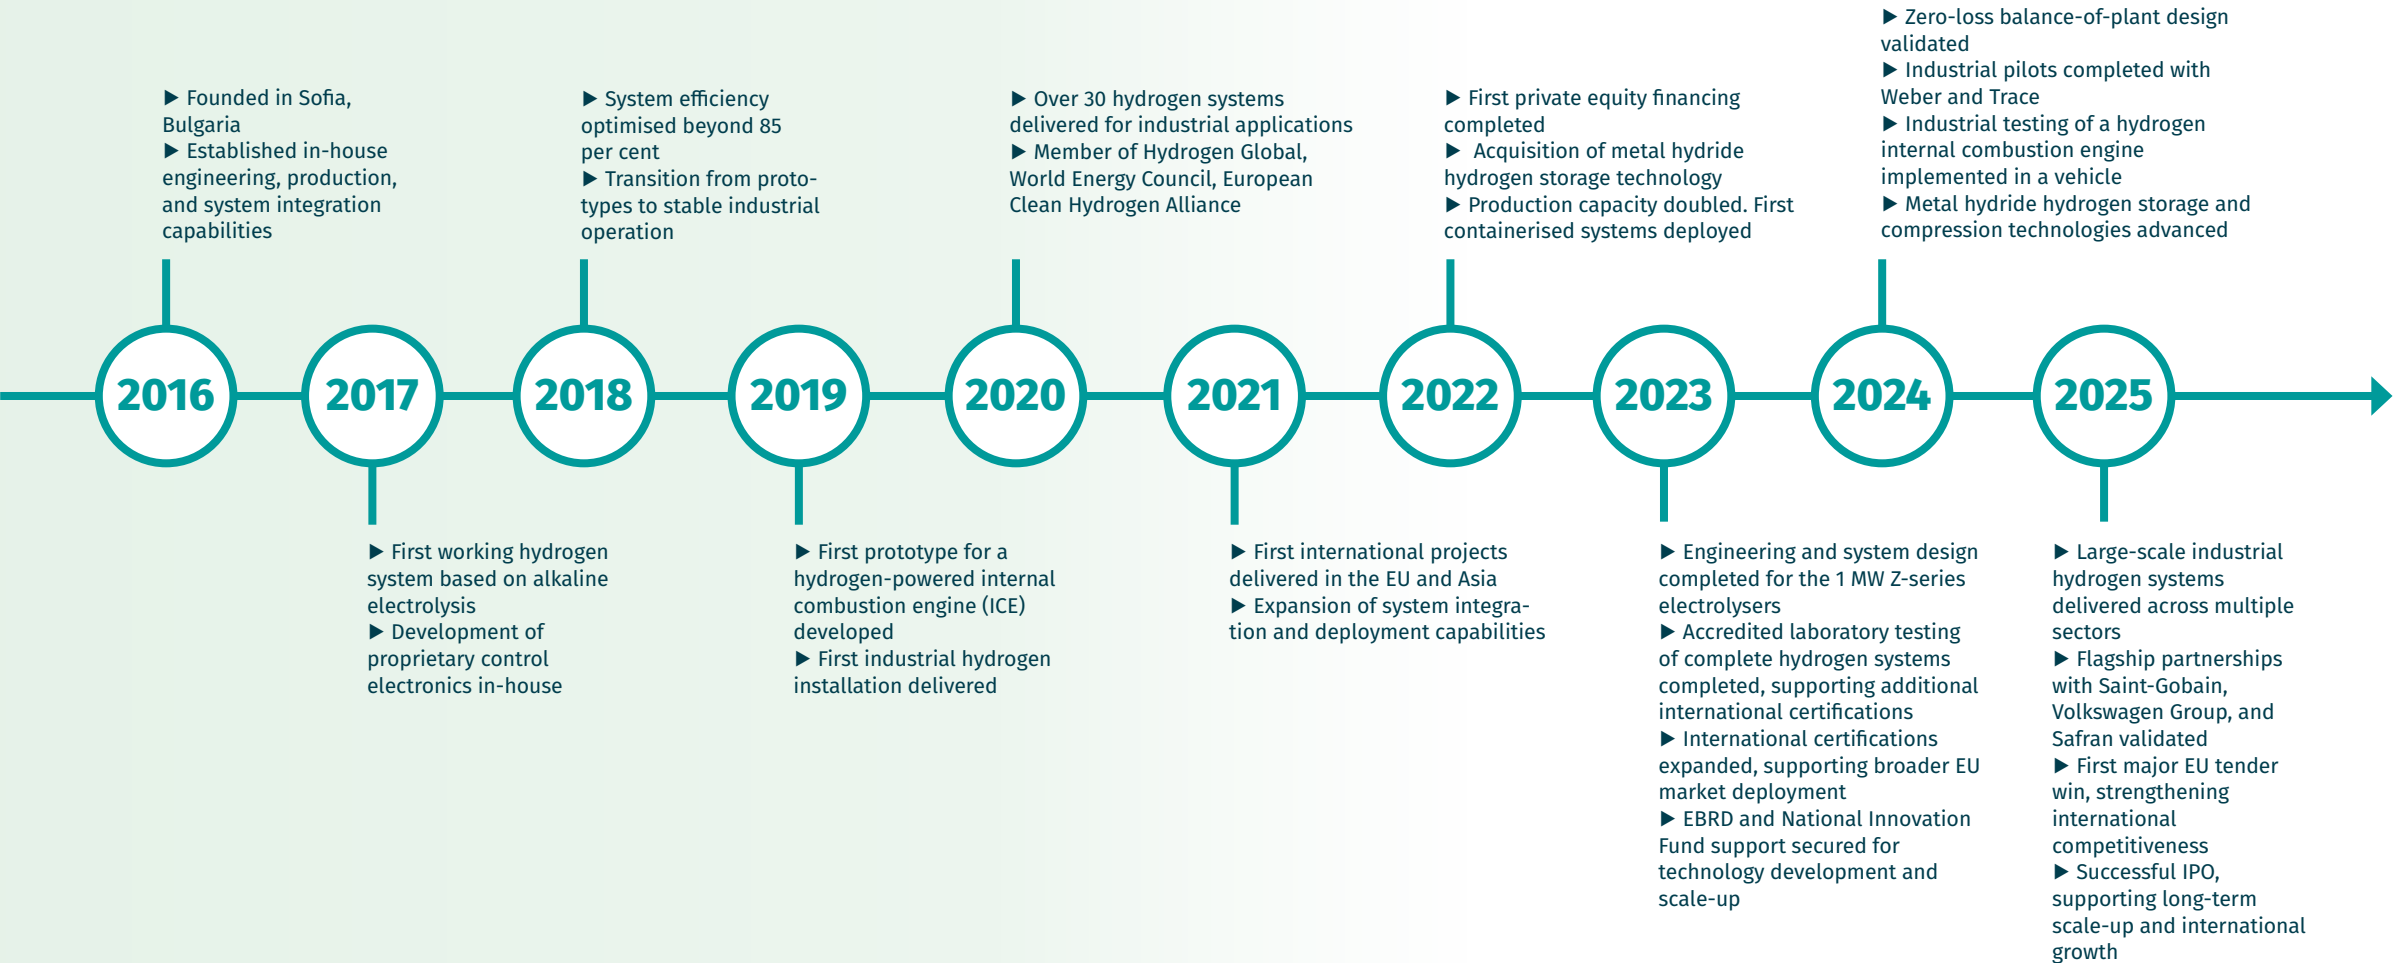 ▶ Founded in Sofia,
Bulgaria
▶ Established in-house
engineering, production,
and system integration
capabilities
▶ System efficiency
optimised beyond 85
per cent
▶ Transition from proto-
types to stable industrial
operation
▶ Over 30 hydrogen systems
delivered for industrial applications
▶ Member of Hydrogen Global,
World Energy Council, European
Clean Hydrogen Alliance
▶ First private equity financing
completed
▶ Acquisition of metal hydride
hydrogen storage technology
▶ Production capacity doubled. First
containerised systems deployed
▶ Zero-loss balance-of-plant design
validated
▶ Industrial pilots completed with
Weber and Trace
▶ Industrial testing of a hydrogen
internal combustion engine
implemented in a vehicle
▶ Metal hydride hydrogen storage and
compression technologies advanced
2016
2017
2018
2019
2020
2021
2022
2023
2024
2025
▶ First working hydrogen
system based on alkaline
electrolysis
▶ Development of
proprietary control
electronics in-house
▶ First prototype for a
hydrogen-powered internal
combustion engine (ICE)
developed
▶ First industrial hydrogen
installation delivered
▶ First international projects
delivered in the EU and Asia
▶ Expansion of system integra-
tion and deployment capabilities
▶ Engineering and system design
completed for the 1 MW Z-series
electrolysers
▶ Accredited laboratory testing
of complete hydrogen systems
completed, supporting additional
international certifications
▶ International certifications
expanded, supporting broader EU
market deployment
▶ EBRD and National Innovation
Fund support secured for
technology development and
scale-up
▶ Large-scale industrial
hydrogen systems
delivered across multiple
sectors
▶ Flagship partnerships
with Saint-Gobain,
Volkswagen Group, and
Safran validated
▶ First major EU tender
win, strengthening
international
competitiveness
▶ Successful IPO,
supporting long-term
scale-up and international
growth